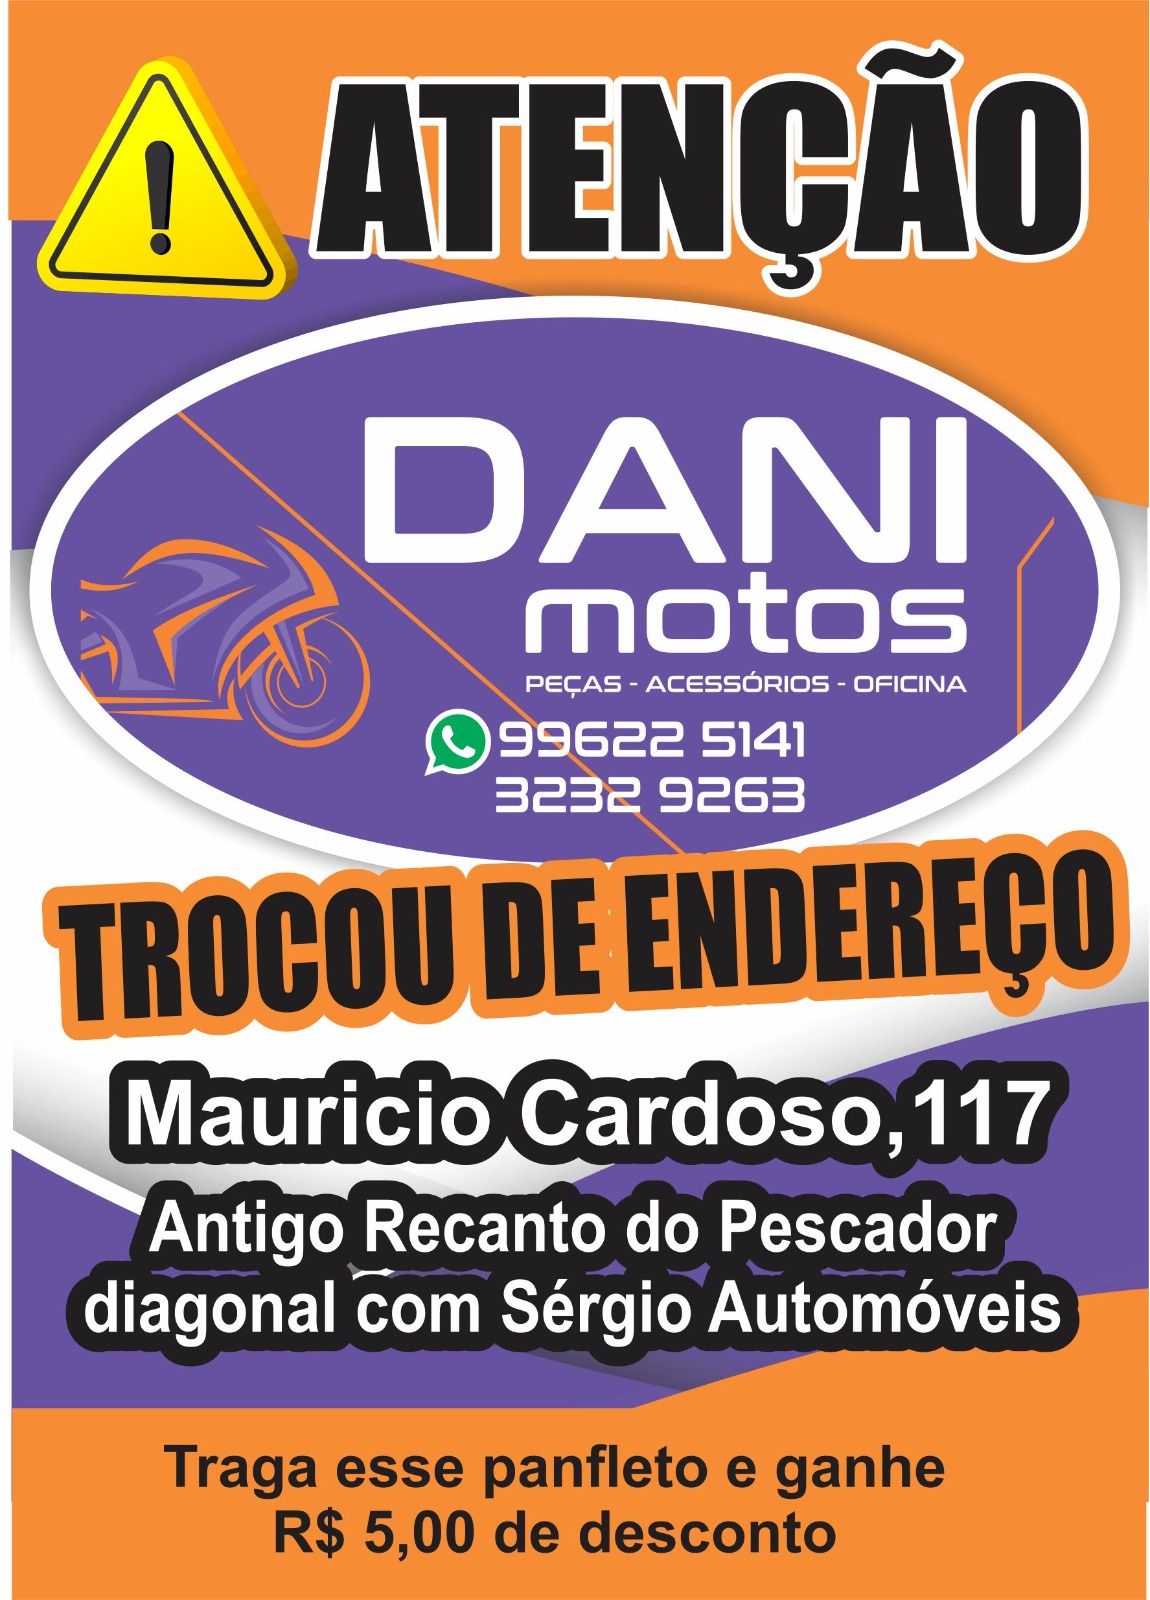 ATENÇÃO
DANI
motos
PEÇAS - ACESSÓRIOS - OFICINA
99622 5141
3232 9263
TROCOU DE ENDEREÇO
Mauricio Cardoso,117
Antigo Recanto do Pescador
diagonal com Sérgio Automóveis
Traga esse panfleto e ganhe
R$ 5,00 de desconto